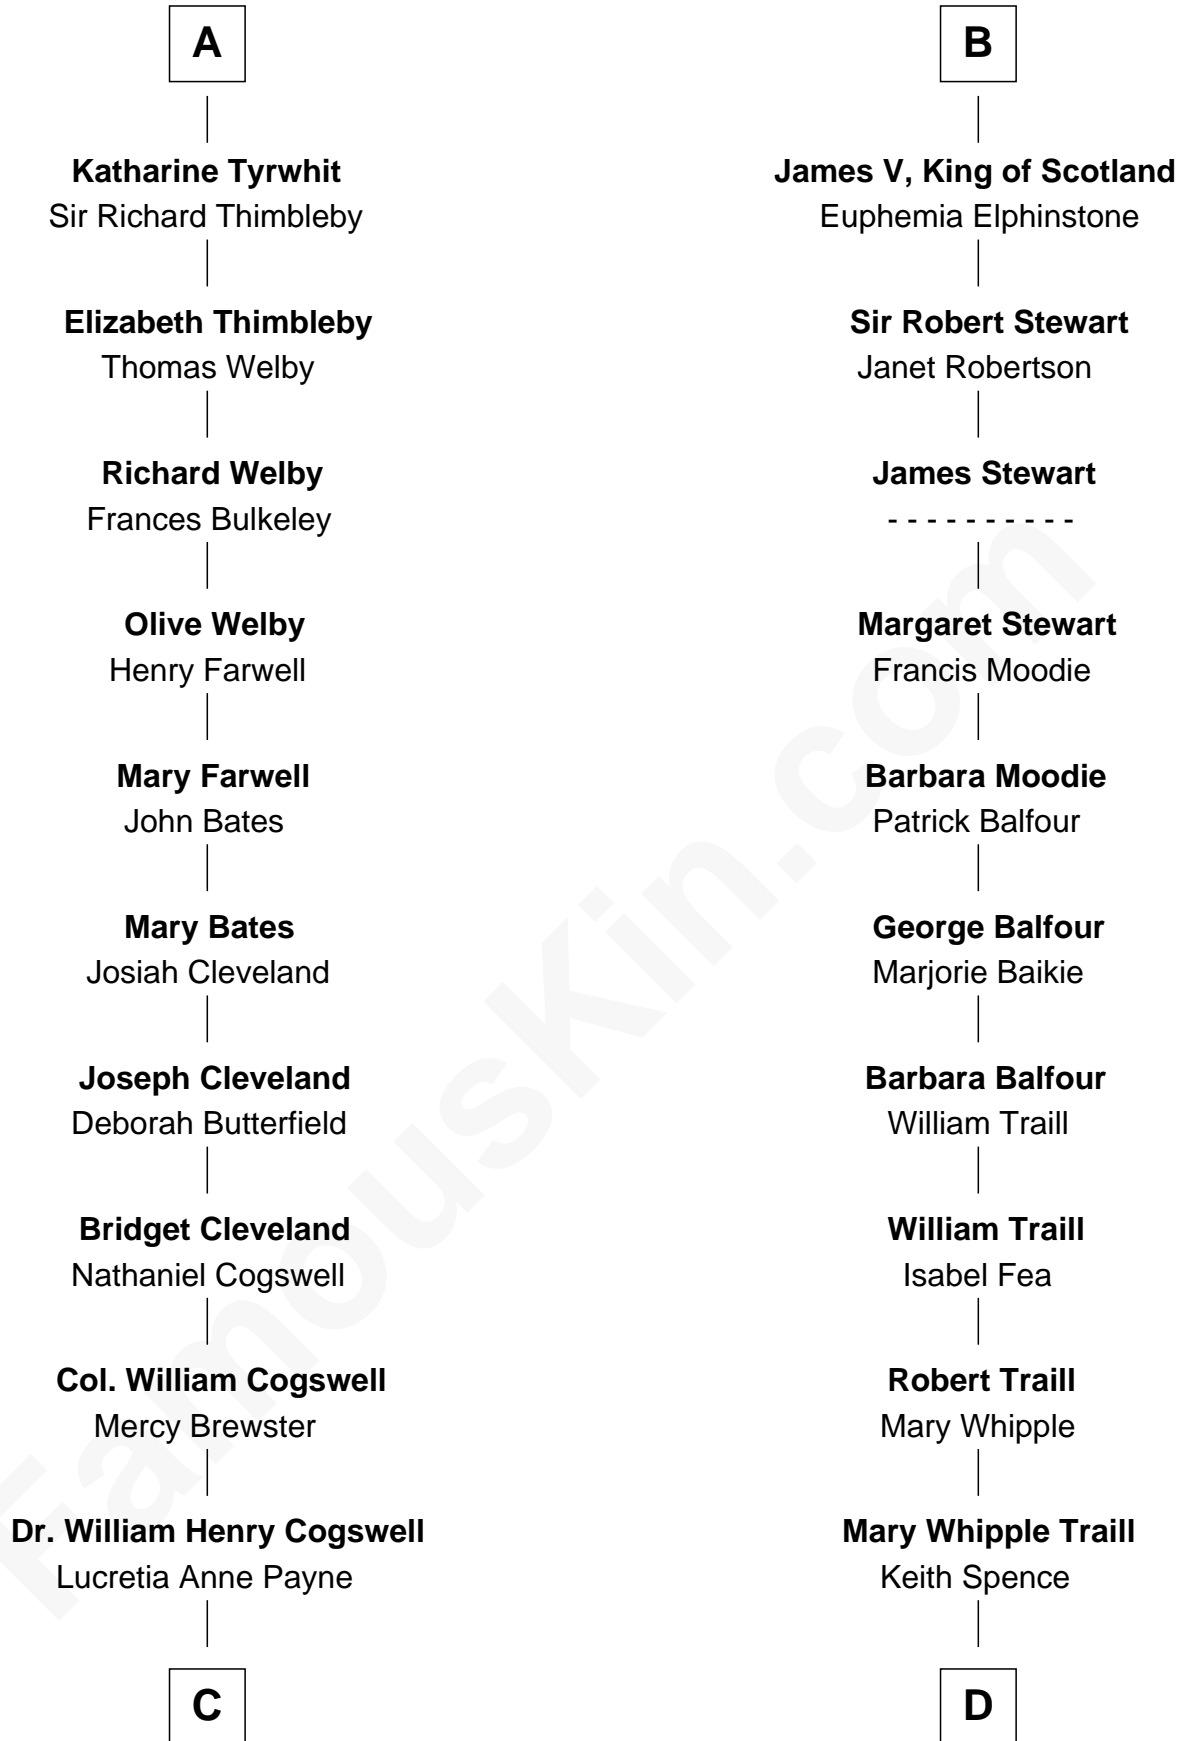 A
Katharine Tyrwhit
Sir Richard Thimbleby
Elizabeth Thimbleby
Thomas Welby
Richard Welby
Frances Bulkeley
Olive Welby
Henry Farwell
Mary Farwell
John Bates
Mary Bates
Josiah Cleveland
Joseph Cleveland
Deborah Butterfield
Bridget Cleveland
Nathaniel Cogswell
Col. William Cogswell
Mercy Brewster
Dr. William Henry Cogswell
Lucretia Anne Payne
C
B
James V, King of Scotland
Euphemia Elphinstone
Sir Robert Stewart
Janet Robertson
James Stewart
- - - - - - - - - -
Margaret Stewart
Francis Moodie
Barbara Moodie
Patrick Balfour
George Balfour
Marjorie Baikie
Barbara Balfour
William Traill
William Traill
Isabel Fea
Robert Traill
Mary Whipple
Mary Whipple Traill
Keith Spence
D
FamousKin.com